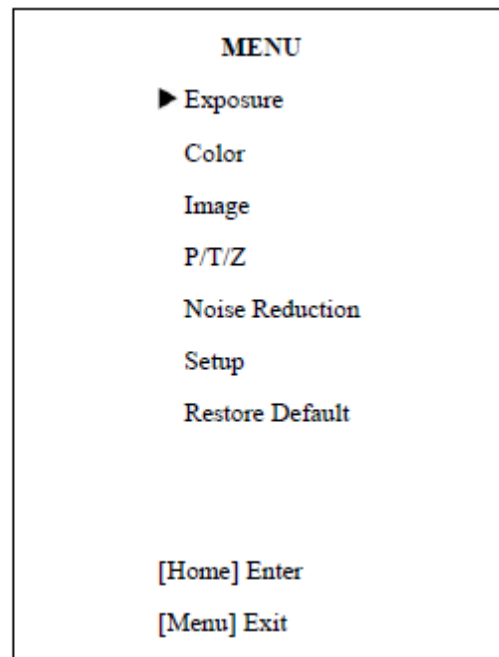 MENU
▶ Exposure
Color
Image
P/T/Z
Noise Reduction
Setup
Restore Default
[Home] Enter
[Menu] Exit